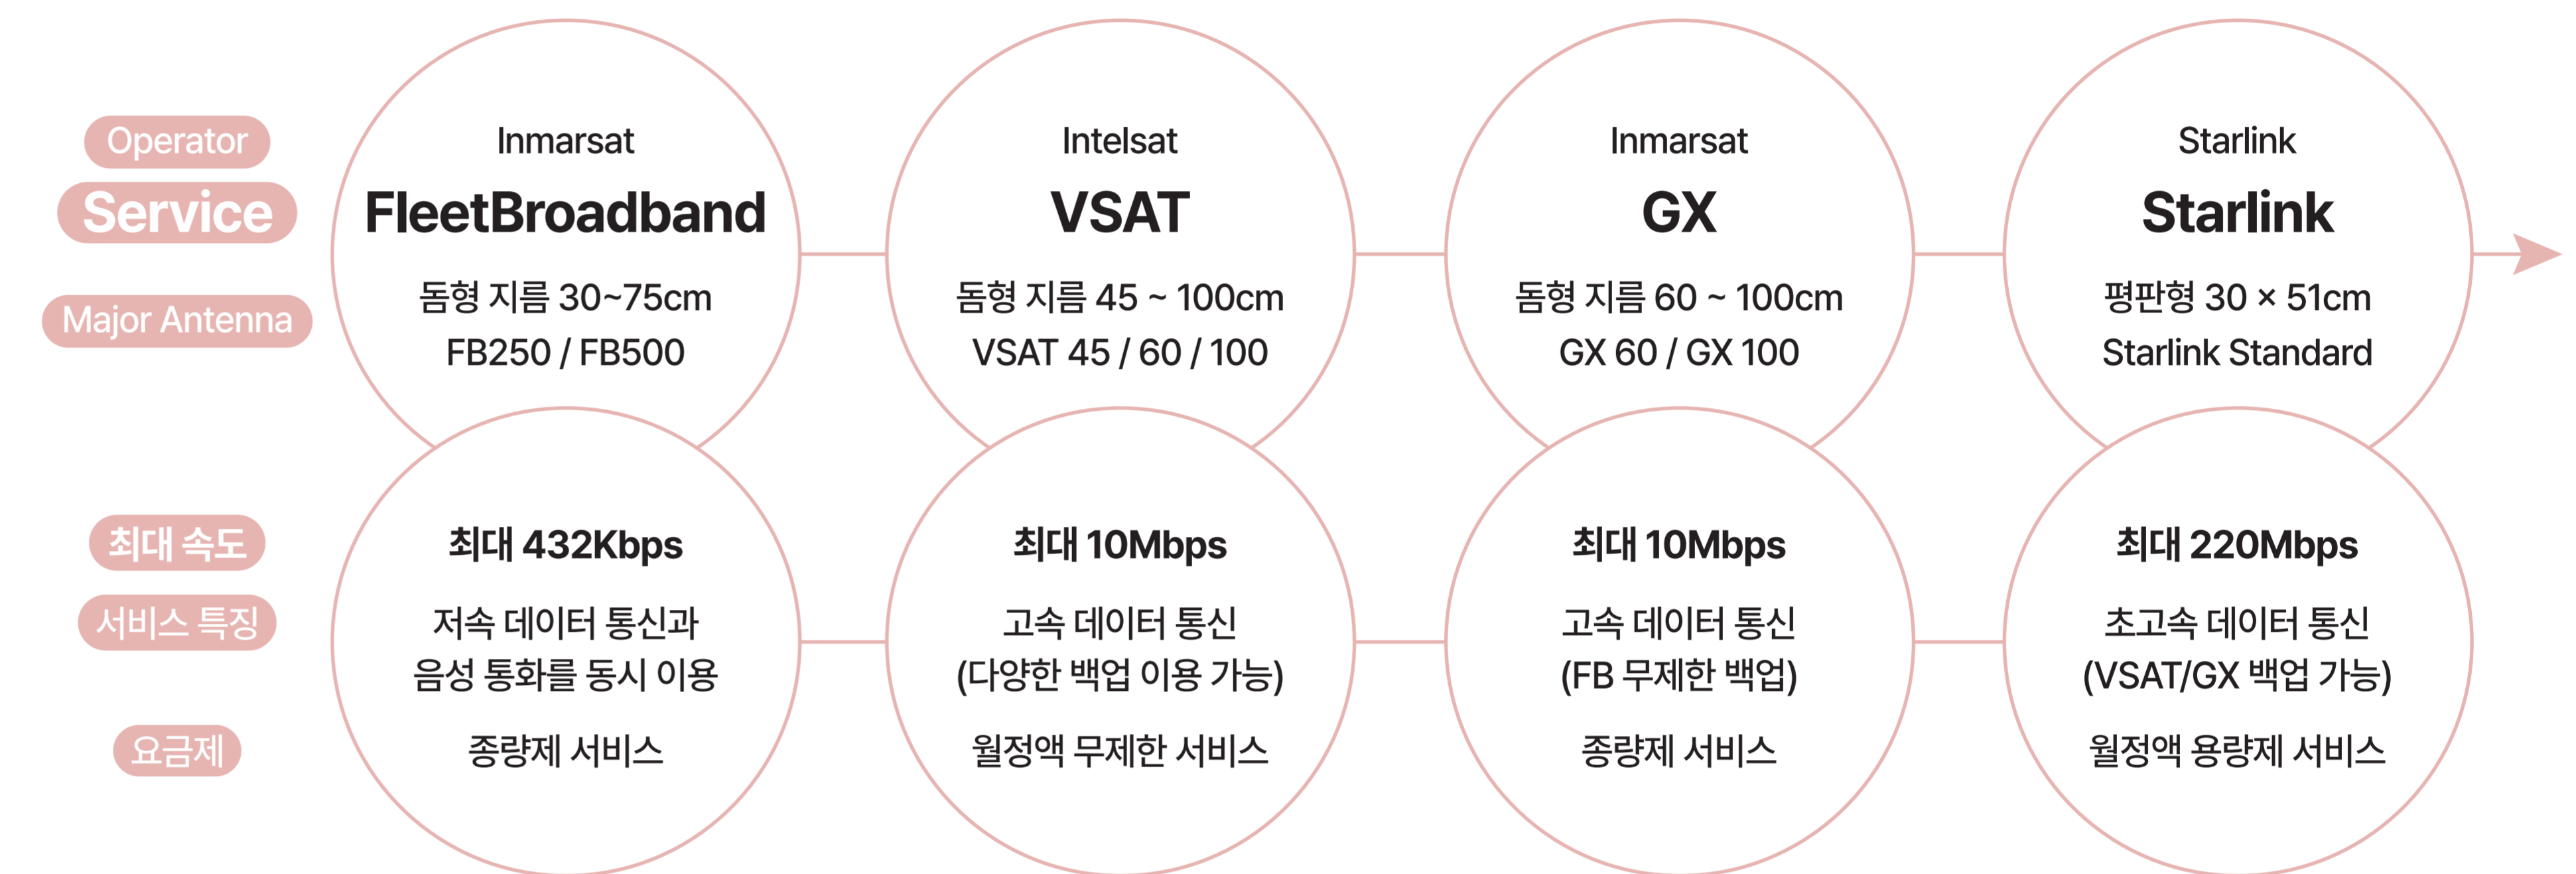 Operator
Service
Major Antenna
Inmarsat
FleetBroadband
돔형 지름 30~75cm
FB250 / FB500
Intelsat
VSAT
돔형 지름 45 ~ 100cm
VSAT 45 / 60 / 100
Inmarsat
GX
돔형 지름 60 ~ 100cm
GX 60 / GX 100
Starlink
Starlink
평판형 30 × 51cm
Starlink Standard
최대 속도
서비스 특징
요금제
최대 432Kbps
저속 데이터 통신과
음성 통화를 동시 이용
종량제 서비스
최대 10Mbps
고속 데이터 통신
(다양한 백업 이용 가능)
월정액 무제한 서비스
최대 10Mbps
고속 데이터 통신
(FB 무제한 백업)
종량제 서비스
최대 220Mbps
초고속 데이터 통신
(VSAT/GX 백업 가능)
월정액 용량제 서비스